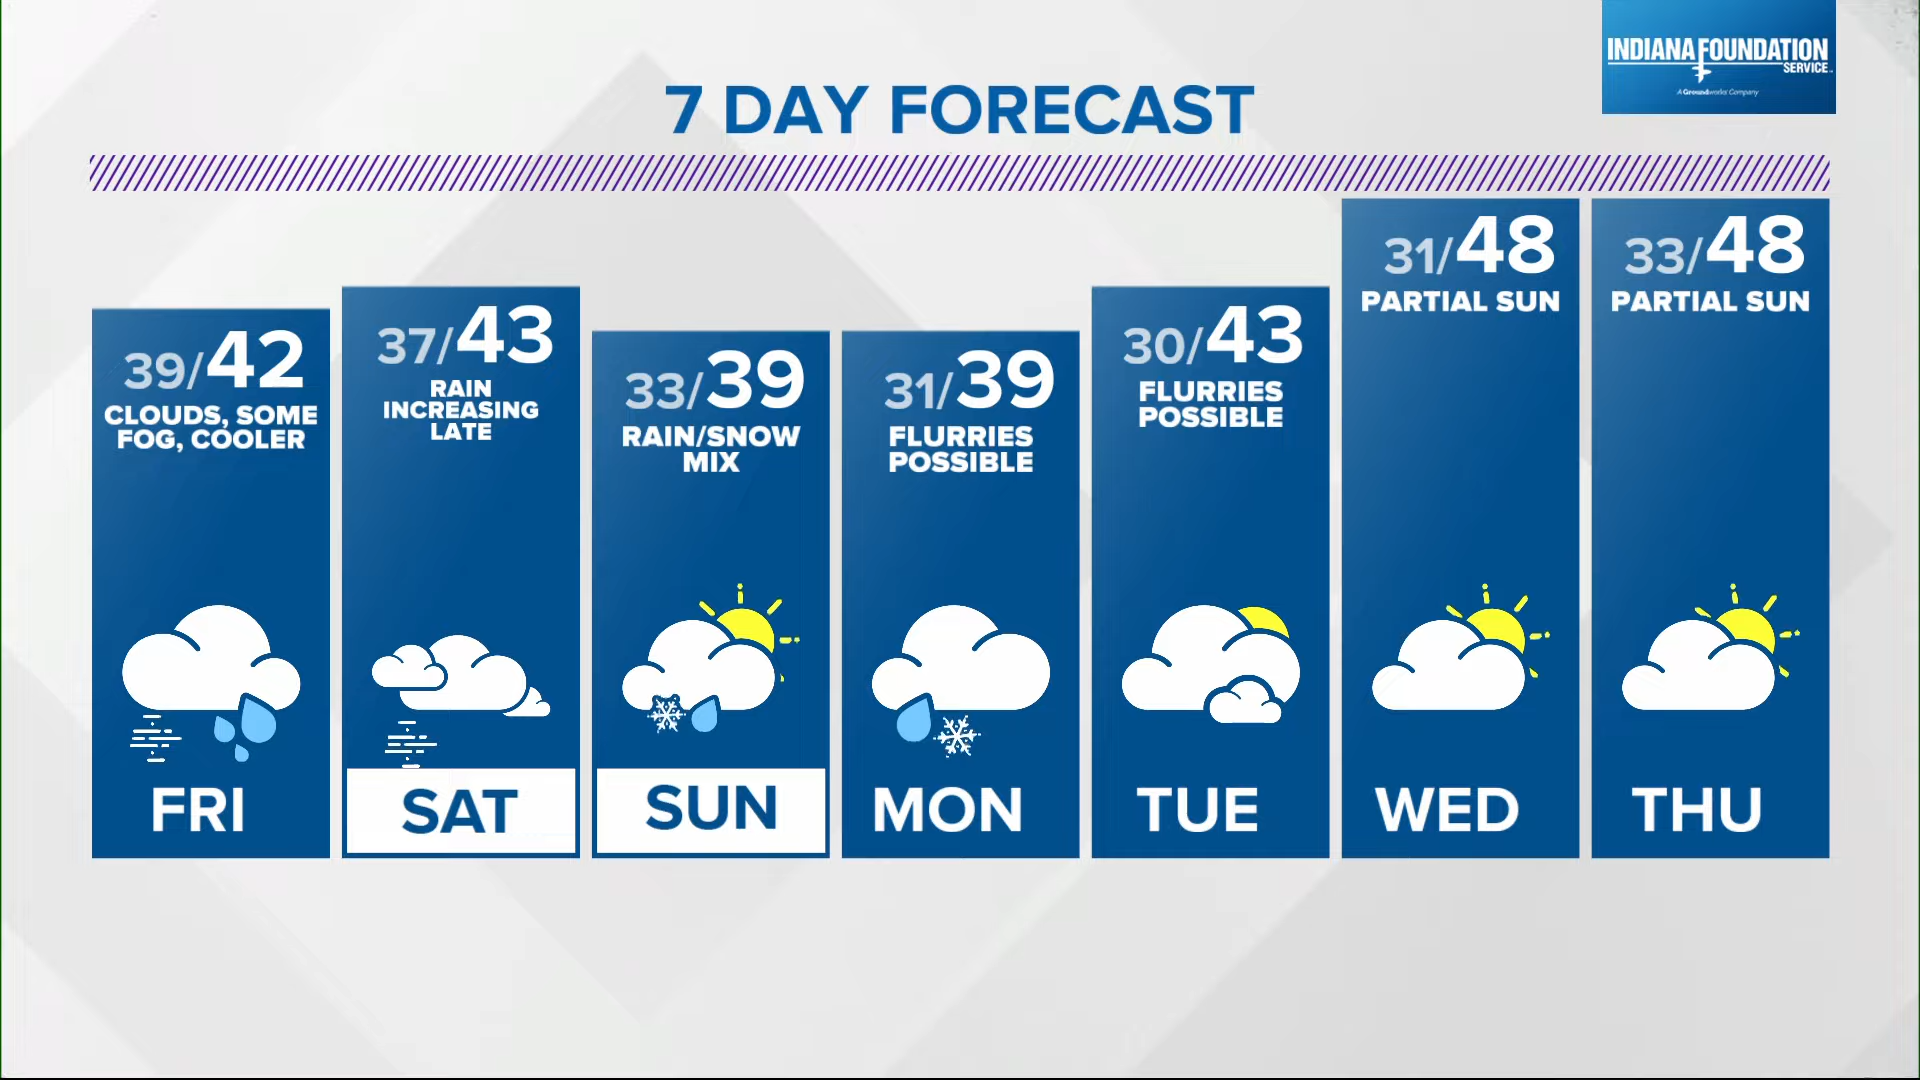 INDIANA FOUNDATION
SERVICE
A Groundworks Company
7 DAY FORECAST
39/42
CLOUDS, SOME
FOG, COOLER
FRI
37/43
RAIN
INCREASING
LATE
SAT
33/39
RAIN/SNOW
MIX
SUN
31/39
FLURRIES
POSSIBLE
MON
30/43
FLURRIES
POSSIBLE
TUE
31/48
PARTIAL SUN
WED
33/48
PARTIAL SUN
THU